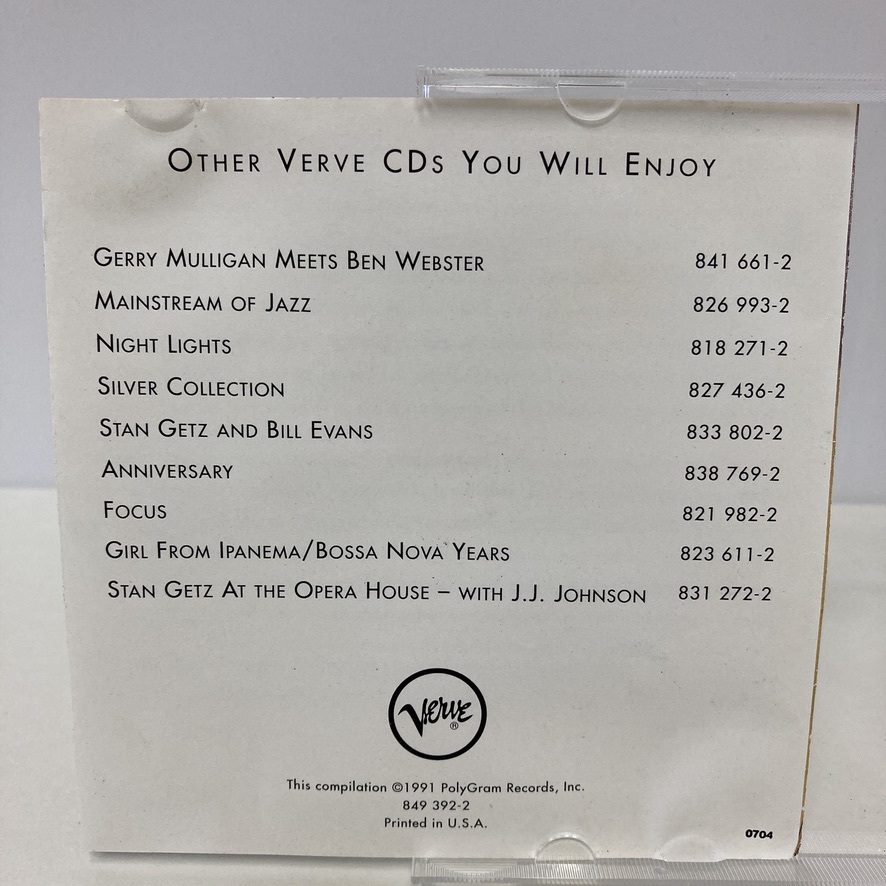 Other Verve CDs You Will Enjoy
Gerry Mulligan Meets Ben Webster 841 661-2
Mainstream of Jazz 826 993-2
Night Lights 818 271-2
Silver Collection 827 436-2
Stan Getz and Bill Evans 833 802-2
Anniversary 838 769-2
Focus 821 982-2
Girl From Ipanema/Bossa Nova Years 823 611-2
Stan Getz At the Opera House – with J.J. Johnson 831 272-2
Verve ®
This compilation ©1991 PolyGram Records, Inc.
849 392-2
Printed in U.S.A.
0704